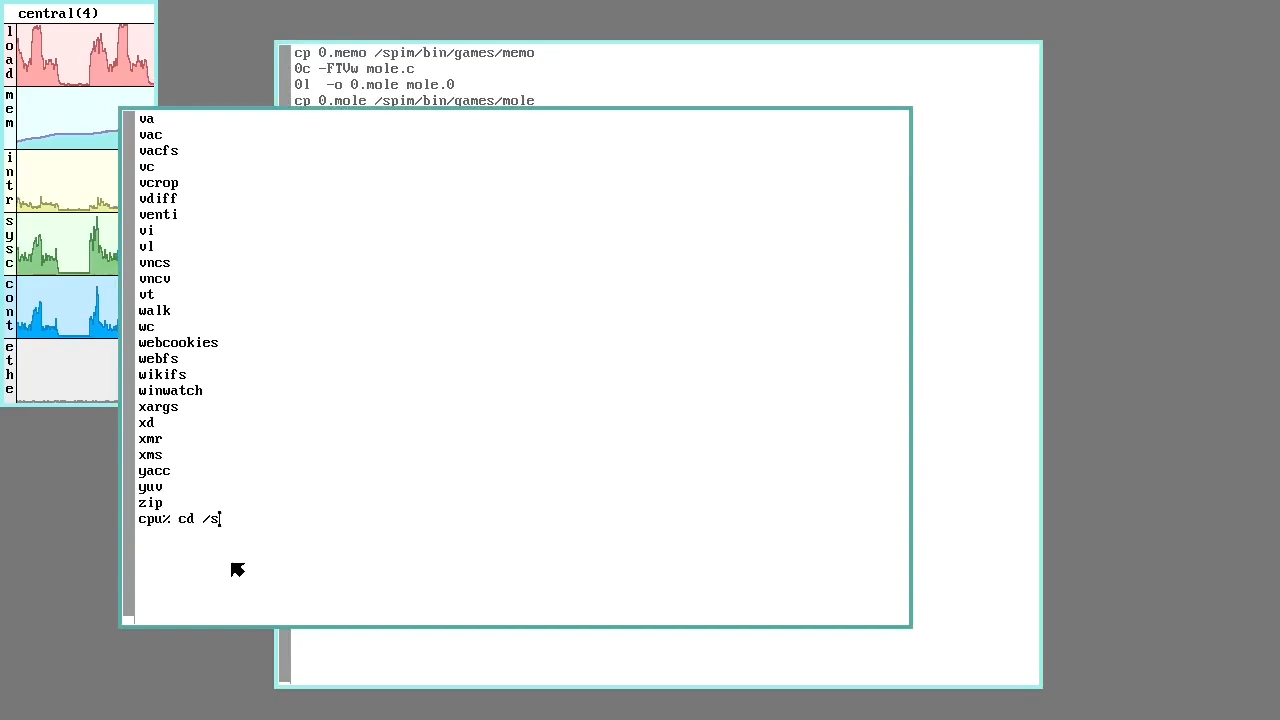 central(4)
load
mem
intr
sysc
cont
ethe
cp 0.memo /spim/bin/games/memo
0c -FTVw mole.c
0l  -o 0.mole mole.0
cp 0.mole /spim/bin/games/mole
va
vac
vacfs
vc
vcrop
vdiff
venti
vi
vl
vncs
vncv
vt
walk
wc
webcookies
webfs
wikifs
winwatch
xargs
xd
xmr
xms
yacc
yuv
zip
cpu% cd /s